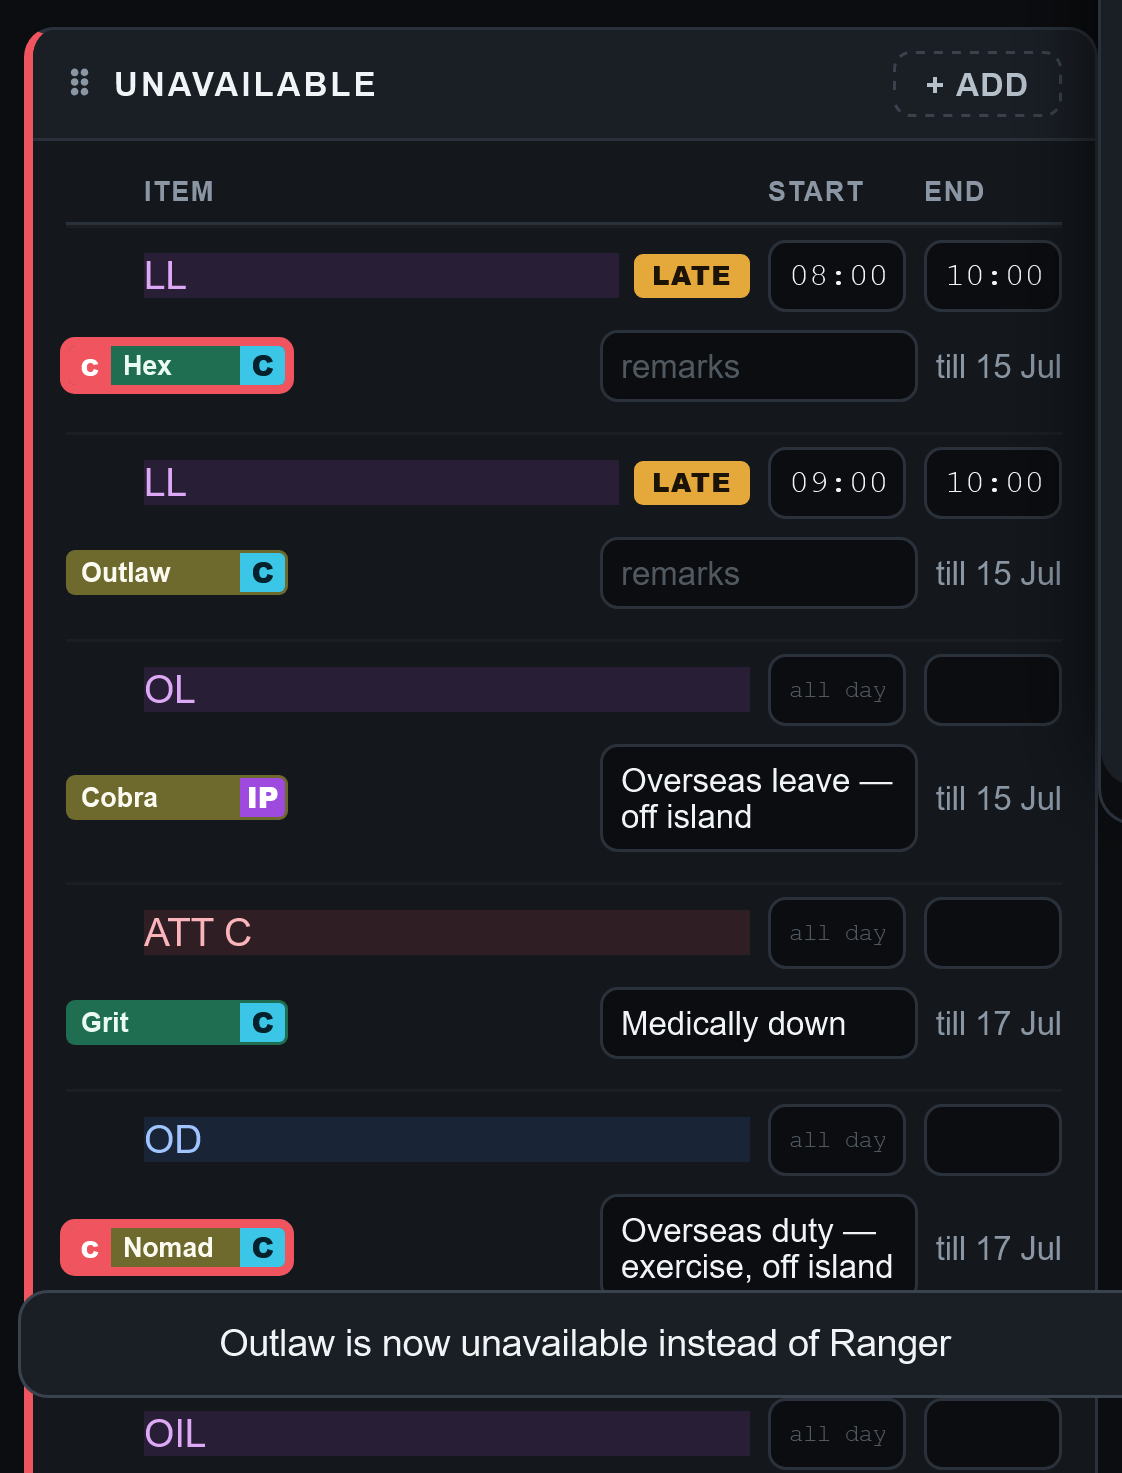 UNAVAILABLE
+ ADD
ITEM START END
LL LATE 08:00 10:00
c Hex C remarks till 15 Jul
LL LATE 09:00 10:00
Outlaw C remarks till 15 Jul
OL all day
Cobra IP Overseas leave —
off island
till 15 Jul
ATT C all day
Grit C Medically down till 17 Jul
OD all day
c Nomad C Overseas duty —
exercise, off island
till 17 Jul
Outlaw is now unavailable instead of Ranger
OIL all day